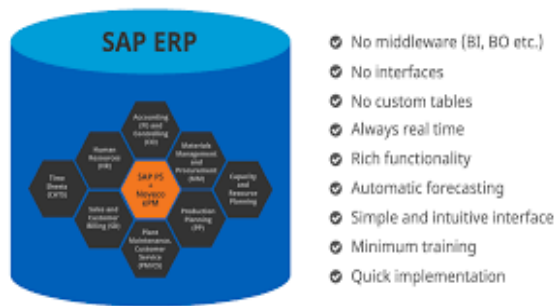 SAP ERP
Accounting
(FI) and
Controlling
(CO)
Human
Resources
(HR)
Materials
Management
and
Procurement
(MM)
Time
Sheets
(CATS)
SAP PS
+
Noveco
ePM
Capacity
and
Resource
Planning
Sales and
Customer
Billing (SD)
Production
Planning
(PP)
Plant
Maintenance,
Customer
Service
(PM/CS)
No middleware (BI, BO etc.)
No interfaces
No custom tables
Always real time
Rich functionality
Automatic forecasting
Simple and intuitive interface
Minimum training
Quick implementation